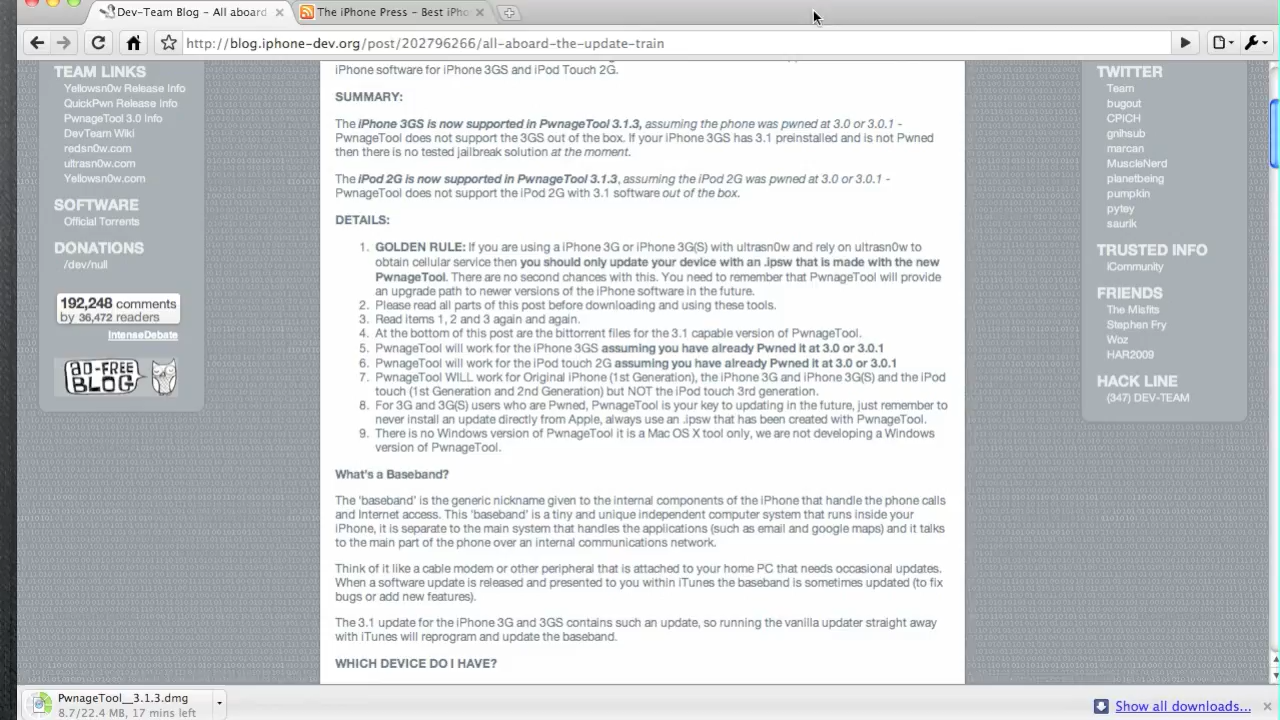 Dev-Team Blog - All aboard
The iPhone Press - Best iPho
http://blog.iphone-dev.org/post/202796266/all-aboard-the-update-train
TEAM LINKS
Yellowsn0w Release Info
QuickPwn Release Info
PwnageTool 3.0 Info
DevTeam Wiki
redsn0w.com
ultrasn0w.com
Yellowsn0w.com
SOFTWARE
Official Torrents
DONATIONS
/dev/null
192,248 comments
by 36,472 readers
IntenseDebate
AD-FREE
BLOG
iPhone software for iPhone 3GS and iPod Touch 2G.
SUMMARY:
The iPhone 3GS is now supported in PwnageTool 3.1.3, assuming the phone was pwned at 3.0 or 3.0.1 -
PwnageTool does not support the 3GS out of the box. If your iPhone 3GS has 3.1 preinstalled and is not Pwned
then there is no tested jailbreak solution at the moment.
The iPod 2G is now supported in PwnageTool 3.1.3, assuming the iPod 2G was pwned at 3.0 or 3.0.1 -
PwnageTool does not support the iPod 2G with 3.1 software out of the box.
DETAILS:
1. GOLDEN RULE: If you are using a iPhone 3G or iPhone 3G(S) with ultrasn0w and rely on ultrasn0w to
obtain cellular service then you should only update your device with an .ipsw that is made with the new
PwnageTool. There are no second chances with this. You need to remember that PwnageTool will provide
an upgrade path to newer versions of the iPhone software in the future.
2. Please read all parts of this post before downloading and using these tools.
3. Read items 1, 2 and 3 again and again.
4. At the bottom of this post are the bittorrent files for the 3.1 capable version of PwnageTool.
5. PwnageTool will work for the iPhone 3GS assuming you have already Pwned it at 3.0 or 3.0.1
6. PwnageTool will work for the iPod touch 2G assuming you have already Pwned it at 3.0 or 3.0.1
7. PwnageTool WILL work for Original iPhone (1st Generation), the iPhone 3G and iPhone 3G(S) and the iPod
touch (1st Generation and 2nd Generation) but NOT the iPod touch 3rd generation.
8. For 3G and 3G(S) users who are Pwned, PwnageTool is your key to updating in the future, just remember to
never install an update directly from Apple, always use an .ipsw that has been created with PwnageTool.
9. There is no Windows version of PwnageTool it is a Mac OS X tool only, we are not developing a Windows
version of PwnageTool.
What's a Baseband?
The 'baseband' is the generic nickname given to the internal components of the iPhone that handle the phone calls
and Internet access. This 'baseband' is a tiny and unique independent computer system that runs inside your
iPhone, it is separate to the main system that handles the applications (such as email and google maps) and it talks
to the main part of the phone over an internal communications network.
Think of it like a cable modem or other peripheral that is attached to your home PC that needs occasional updates.
When a software update is released and presented to you within iTunes the baseband is sometimes updated (to fix
bugs or add new features).
The 3.1 update for the iPhone 3G and 3GS contains such an update, so running the vanilla updater straight away
with iTunes will reprogram and update the baseband.
WHICH DEVICE DO I HAVE?
TWITTER
Team
bugout
CPICH
gnlhsub
marcan
MuscleNerd
planetbeing
pumpkin
pytey
saurik
TRUSTED INFO
iCommunity
FRIENDS
The Misfits
Stephen Fry
Woz
HAR2009
HACK LINE
(347) DEV-TEAM
PwnageTool__3.1.3.dmg
8.7/22.4 MB, 17 mins left
Show all downloads...